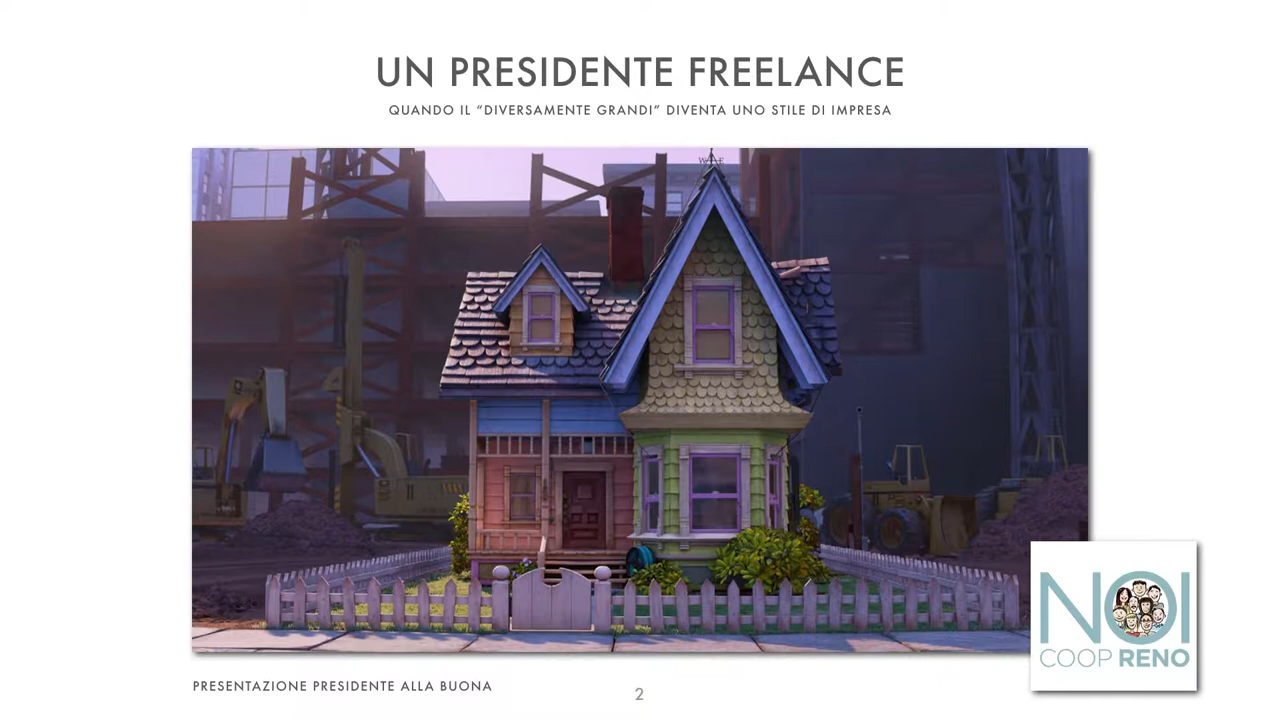 UN PRESIDENTE FREELANCE
QUANDO IL “DIVERSAMENTE GRANDI” DIVENTA UNO STILE DI IMPRESA
W E
NOI
COOP RENO
PRESENTAZIONE PRESIDENTE ALLA BUONA
2